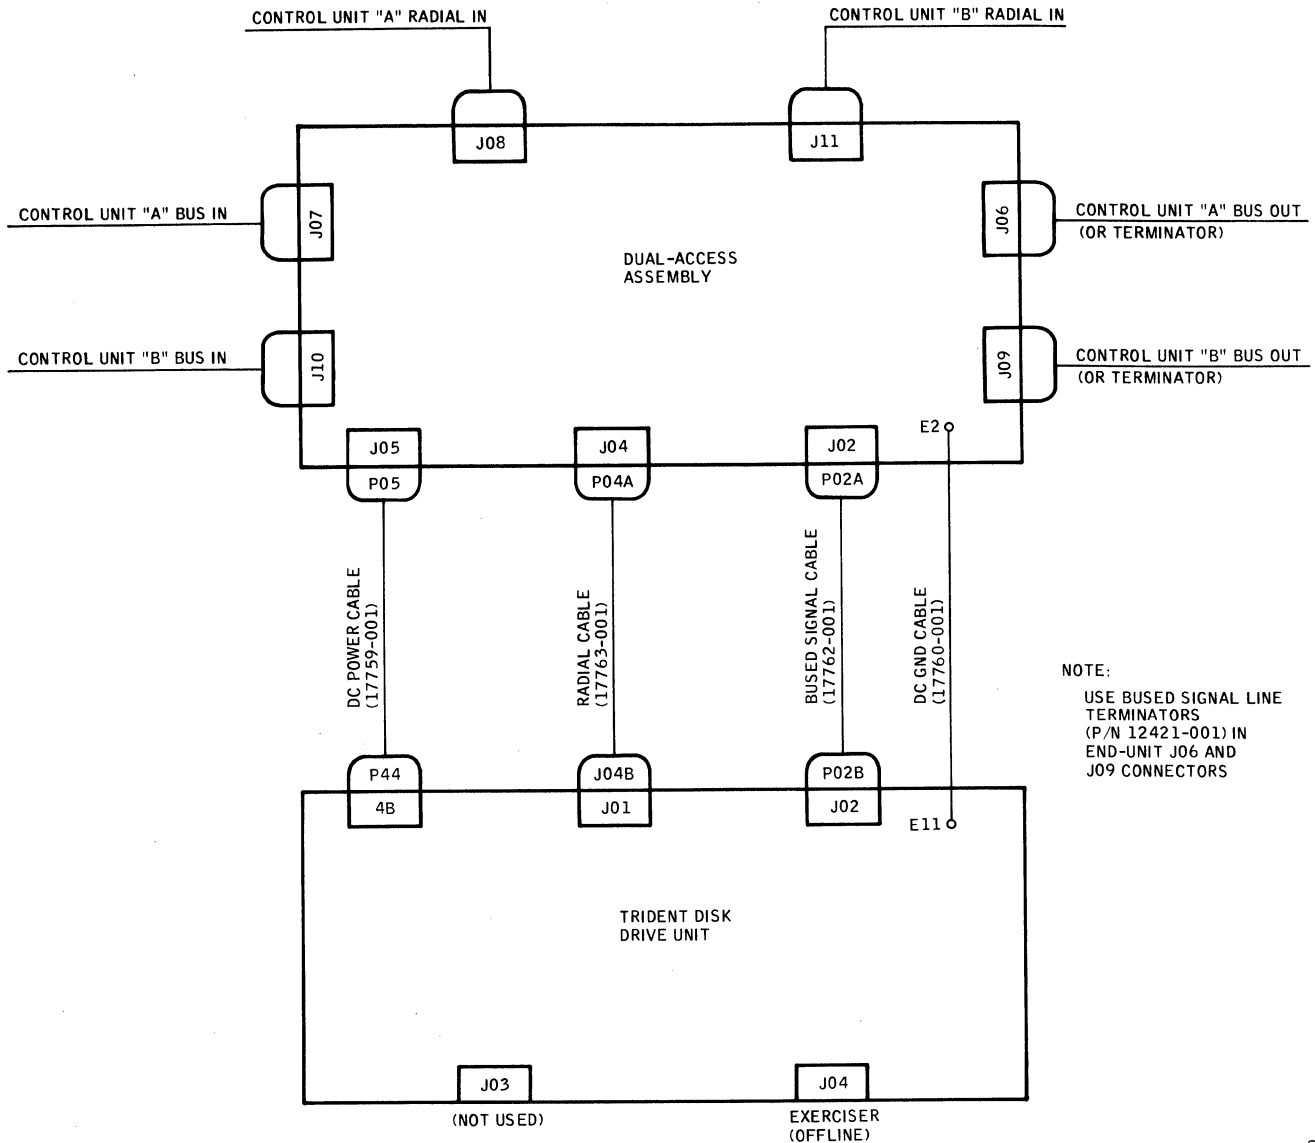 CONTROL UNIT "A" RADIAL IN
CONTROL UNIT "B" RADIAL IN
J08
J11
CONTROL UNIT "A" BUS IN
J07
J06
CONTROL UNIT "A" BUS OUT
(OR TERMINATOR)
DUAL-ACCESS
ASSEMBLY
CONTROL UNIT "B" BUS IN
J10
J09
CONTROL UNIT "B" BUS OUT
(OR TERMINATOR)
J05
J04
J02
E2
P05
P04A
P02A
DC POWER CABLE
(17759-001)
RADIAL CABLE
(17763-001)
BUSED SIGNAL CABLE
(17762-001)
DC GND CABLE
(17760-001)
NOTE:
USE BUSED SIGNAL LINE
TERMINATORS
(P/N 12421-001) IN
END-UNIT J06 AND
J09 CONNECTORS
P44
J04B
P02B
4B
J01
J02
E11
TRIDENT DISK
DRIVE UNIT
J03
J04
(NOT USED)
EXERCISER
(OFFLINE)